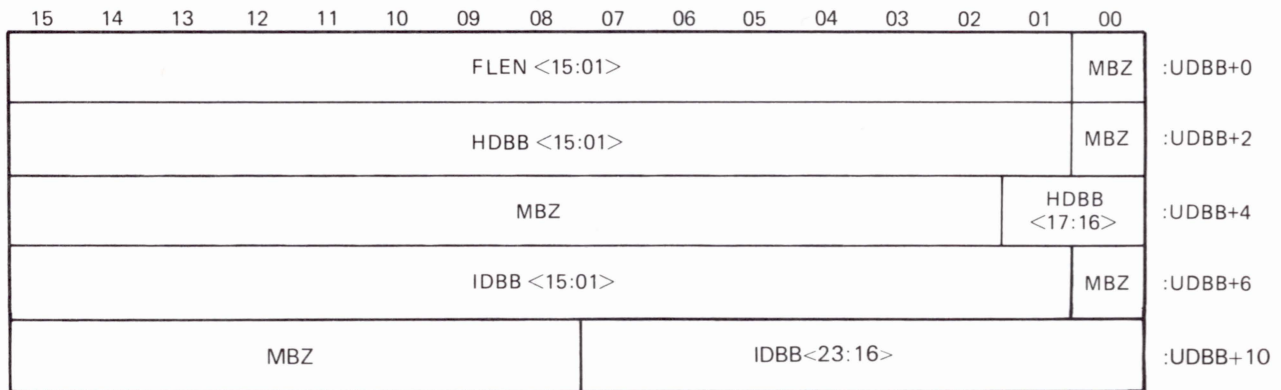 15 14 13 12 11 10 09 08 07 06 05 04 03 02 01 00
FLEN <15:01> MBZ :UDBB+0
HDBB <15:01> MBZ :UDBB+2
MBZ HDBB <17:16> :UDBB+4
IDBB <15:01> MBZ :UDBB+6
MBZ IDBB<23:16> :UDBB+10